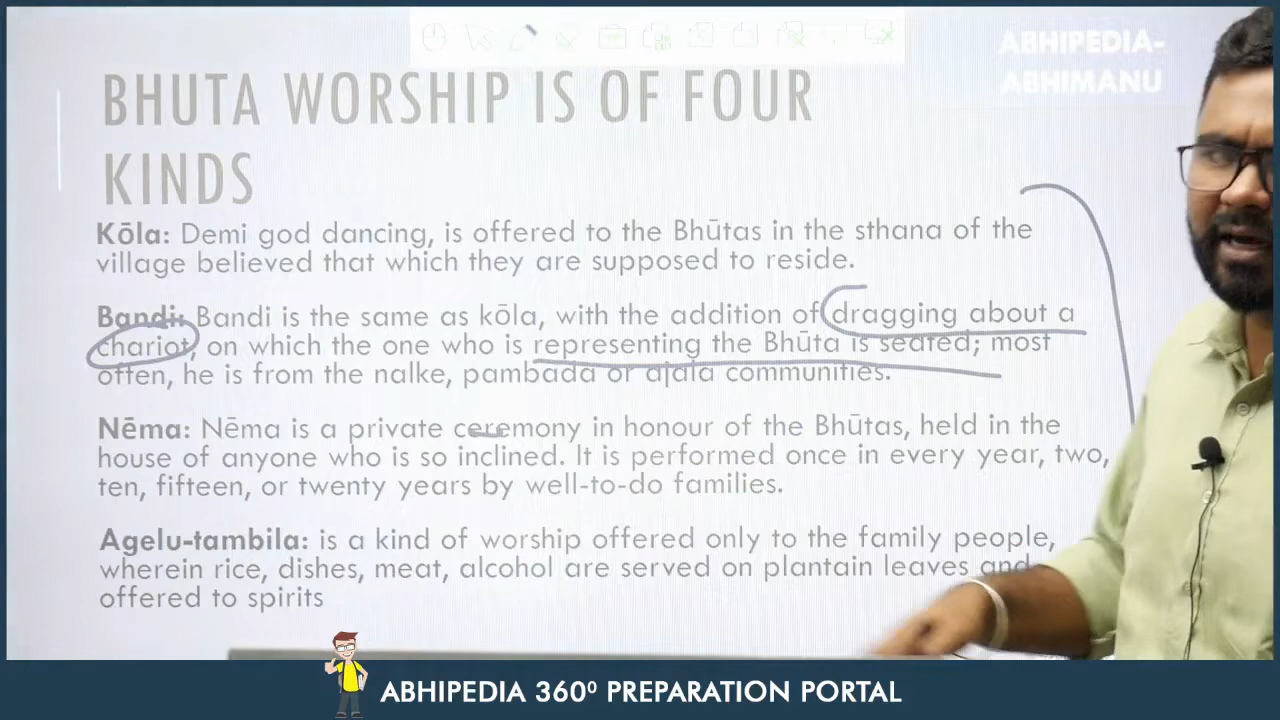 ABHIPEDIA-
ABHIMANU
BHUTA WORSHIP IS OF FOUR
KINDS
Kōla: Demi god dancing, is offered to the Bhūtas in the sthana of the
village believed that which they are supposed to reside.
Bandi: Bandi is the same as kōla, with the addition of dragging about a
chariot, on which the one who is representing the Bhūta is seated; most
often, he is from the nalke, pambada or ajala communities.
Nēma: Nēma is a private ceremony in honour of the Bhūtas, held in the
house of anyone who is so inclined. It is performed once in every year, two,
ten, fifteen, or twenty years by well-to-do families.
Agelu-tambila: is a kind of worship offered only to the family people,
wherein rice, dishes, meat, alcohol are served on plantain leaves and
offered to spirits
ABHIPEDIA 360⁰ PREPARATION PORTAL